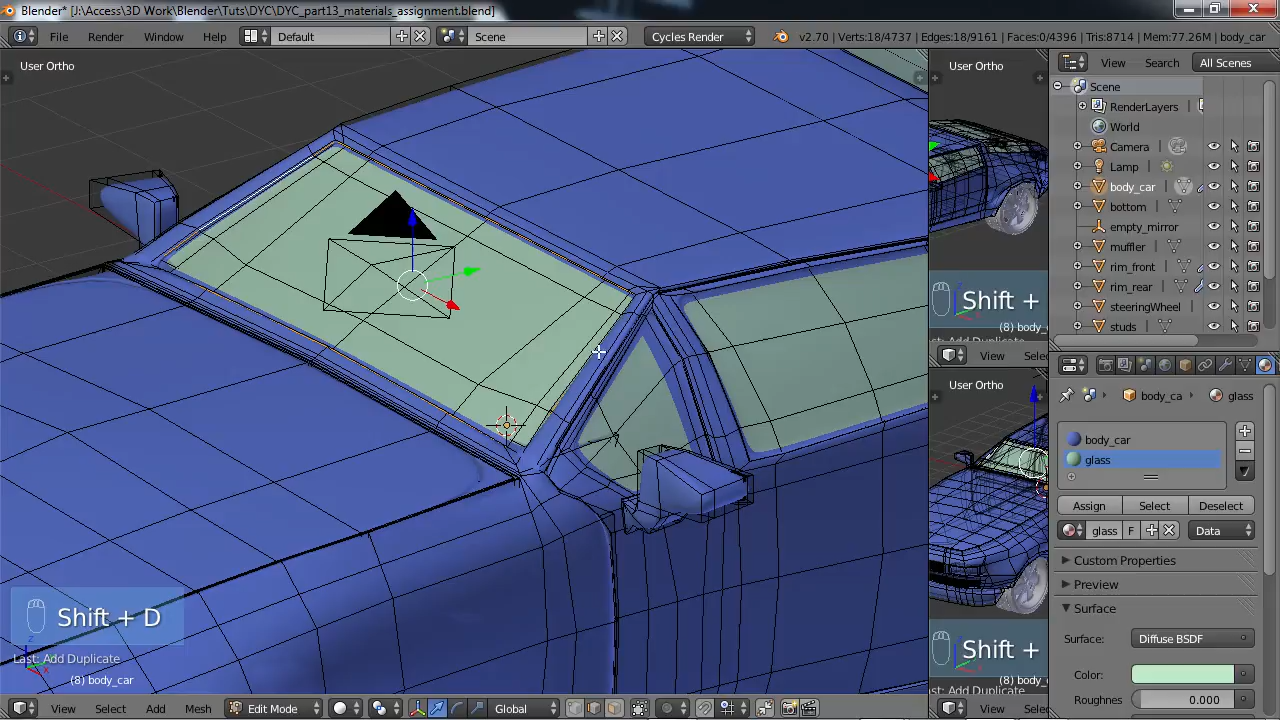 Blender* [J:\Access\3D Work\Blender\Tuts\DYC\DYC_part13_materials_assignment.blend]
File Render Window Help Default Scene Cycles Render v2.70 | Verts:18/4737 | Edges:18/9161 | Faces:0/4396 | Tris:8714 | Mem:77.26M | body_car
User Ortho
User Ortho
View Search All Scenes
Scene
RenderLayers
World
Camera
Lamp
body_car
bottom
empty_mirror
muffler
rim_front
rim_rear
steeringWheel
studs
Shift +
View
User Ortho
body_ca glass
body_car
glass
Assign Select Deselect
glass F Data
Custom Properties
Preview
Surface
Surface: Diffuse BSDF
Color:
Roughnes 0.000
Shift + D
Last: Add Duplicate
(8) body_car
Shift +
(8) body_
View Select Add Mesh Edit Mode Global
View Select